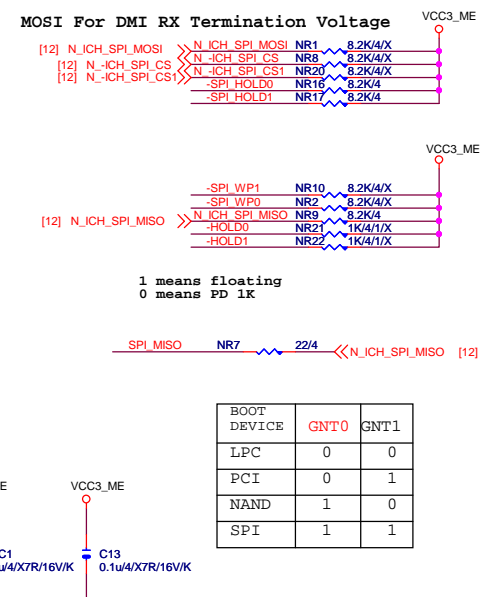 MOSI For DMI RX Termination Voltage
VCC3_ME
[12] N_ICH_SPI_MOSI N_ICH_SPI_MOSI NR1 8.2K/4/X
[12] N_-ICH_SPI_CS N_-ICH_SPI_CS NR8 8.2K/4/X
[12] N_-ICH_SPI_CS1 N_-ICH_SPI_CS1 NR20 8.2K/4/X
-SPI_HOLD0 NR16 8.2K/4
-SPI_HOLD1 NR17 8.2K/4
VCC3_ME
-SPI_WP1 NR10 8.2K/4/X
-SPI_WP0 NR2 8.2K/4/X
[12] N_ICH_SPI_MISO N_ICH_SPI_MISO NR9 8.2K/4
-HOLD0 NR21 1K/4/1/X
-HOLD1 NR22 1K/4/1/X
1 means floating
0 means PD 1K
SPI_MISO NR7 22/4 N_ICH_SPI_MISO [12]
BOOT
DEVICE GNT0 GNT1
LPC 0 0
PCI 0 1
NAND 1 0
SPI 1 1
E VCC3_ME
C1 C13
u/4/X7R/16V/K 0.1u/4/X7R/16V/K